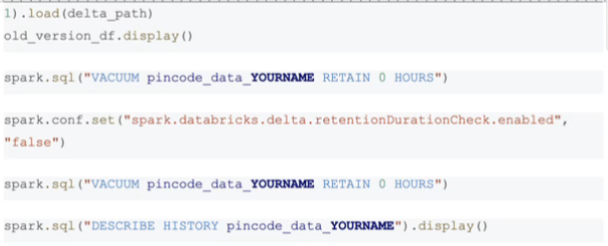 1).load(delta_path)
old_version_df.display()
spark.sql("VACUUM pincode_data_YOURNAME RETAIN 0 HOURS")
spark.conf.set("spark.databricks.delta.retentionDurationCheck.enabled",
"false")
spark.sql("VACUUM pincode_data_YOURNAME RETAIN 0 HOURS")
spark.sql("DESCRIBE HISTORY pincode_data_YOURNAME").display()